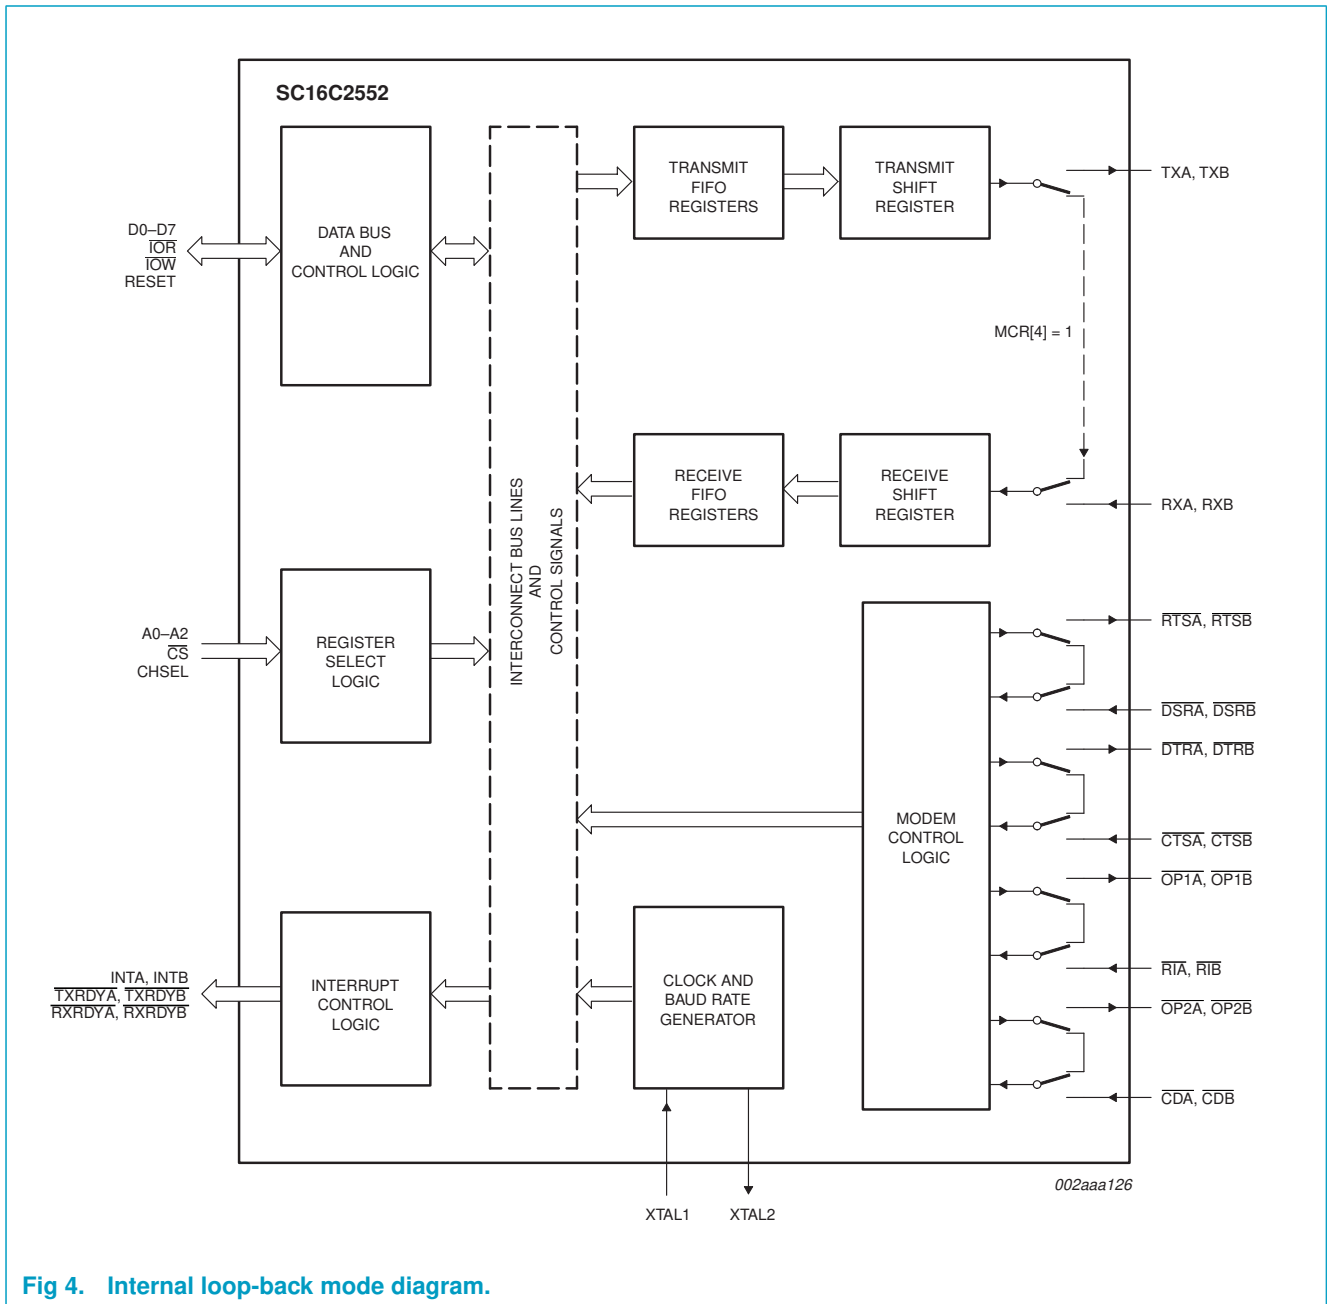 SC16C2552
D0–D7
IOR
IOW
RESET
DATA BUS
AND
CONTROL LOGIC
TRANSMIT
FIFO
REGISTERS
TRANSMIT
SHIFT
REGISTER
TXA, TXB
MCR[4] = 1
RECEIVE
FIFO
REGISTERS
RECEIVE
SHIFT
REGISTER
RXA, RXB
INTERCONNECT BUS LINES
AND
CONTROL SIGNALS
A0–A2
CS
CHSEL
REGISTER
SELECT
LOGIC
MODEM
CONTROL
LOGIC
RTSA, RTSB
DSRA, DSRB
DTRA, DTRB
CTSA, CTSB
OP1A, OP1B
RIA, RIB
OP2A, OP2B
CDA, CDB
INTA, INTB
TXRDYA, TXRDYB
RXRDYA, RXRDYB
INTERRUPT
CONTROL
LOGIC
CLOCK AND
BAUD RATE
GENERATOR
XTAL1
XTAL2
002aaa126
Fig 4. Internal loop-back mode diagram.